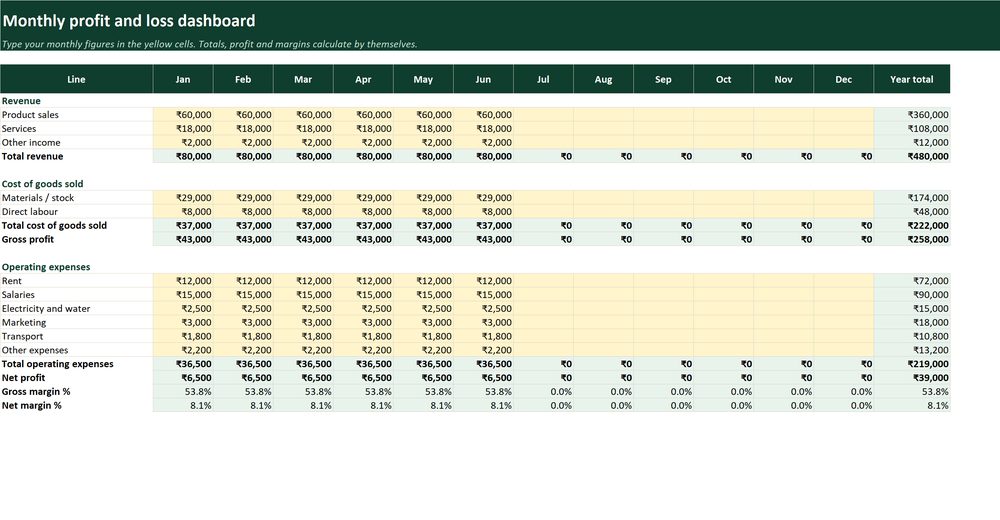 Monthly profit and loss dashboard
Type your monthly figures in the yellow cells. Totals, profit and margins calculate by themselves.
Line Jan Feb Mar Apr May Jun Jul Aug Sep Oct Nov Dec Year total
Revenue
Product sales ₹60,000 ₹60,000 ₹60,000 ₹60,000 ₹60,000 ₹60,000 ₹360,000
Services ₹18,000 ₹18,000 ₹18,000 ₹18,000 ₹18,000 ₹18,000 ₹108,000
Other income ₹2,000 ₹2,000 ₹2,000 ₹2,000 ₹2,000 ₹2,000 ₹12,000
Total revenue ₹80,000 ₹80,000 ₹80,000 ₹80,000 ₹80,000 ₹80,000 ₹0 ₹0 ₹0 ₹0 ₹0 ₹0 ₹480,000
Cost of goods sold
Materials / stock ₹29,000 ₹29,000 ₹29,000 ₹29,000 ₹29,000 ₹29,000 ₹174,000
Direct labour ₹8,000 ₹8,000 ₹8,000 ₹8,000 ₹8,000 ₹8,000 ₹48,000
Total cost of goods sold ₹37,000 ₹37,000 ₹37,000 ₹37,000 ₹37,000 ₹37,000 ₹0 ₹0 ₹0 ₹0 ₹0 ₹0 ₹222,000
Gross profit ₹43,000 ₹43,000 ₹43,000 ₹43,000 ₹43,000 ₹43,000 ₹0 ₹0 ₹0 ₹0 ₹0 ₹0 ₹258,000
Operating expenses
Rent ₹12,000 ₹12,000 ₹12,000 ₹12,000 ₹12,000 ₹12,000 ₹72,000
Salaries ₹15,000 ₹15,000 ₹15,000 ₹15,000 ₹15,000 ₹15,000 ₹90,000
Electricity and water ₹2,500 ₹2,500 ₹2,500 ₹2,500 ₹2,500 ₹2,500 ₹15,000
Marketing ₹3,000 ₹3,000 ₹3,000 ₹3,000 ₹3,000 ₹3,000 ₹18,000
Transport ₹1,800 ₹1,800 ₹1,800 ₹1,800 ₹1,800 ₹1,800 ₹10,800
Other expenses ₹2,200 ₹2,200 ₹2,200 ₹2,200 ₹2,200 ₹2,200 ₹13,200
Total operating expenses ₹36,500 ₹36,500 ₹36,500 ₹36,500 ₹36,500 ₹36,500 ₹0 ₹0 ₹0 ₹0 ₹0 ₹0 ₹219,000
Net profit ₹6,500 ₹6,500 ₹6,500 ₹6,500 ₹6,500 ₹6,500 ₹0 ₹0 ₹0 ₹0 ₹0 ₹0 ₹39,000
Gross margin % 53.8% 53.8% 53.8% 53.8% 53.8% 53.8% 0.0% 0.0% 0.0% 0.0% 0.0% 0.0% 53.8%
Net margin % 8.1% 8.1% 8.1% 8.1% 8.1% 8.1% 0.0% 0.0% 0.0% 0.0% 0.0% 0.0% 8.1%